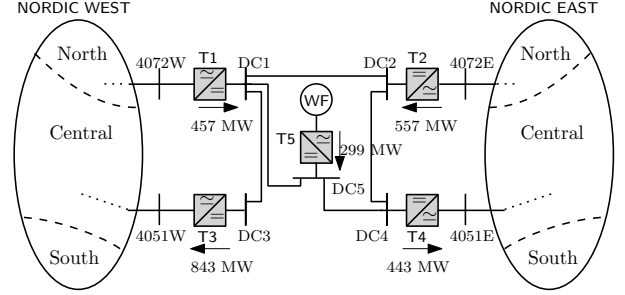 NORDIC WEST
NORDIC EAST
North
4072W
T1
DC1
DC2
T2
4072E
North
457 MW
WF
557 MW
Central
T5
299 MW
Central
DC5
4051W
T3
DC3
DC4
T4
4051E
South
843 MW
443 MW
South